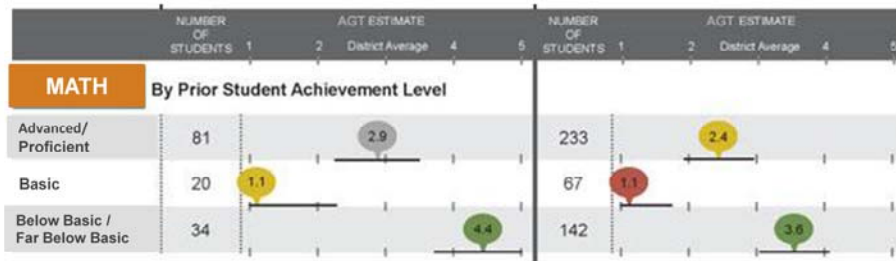 NUMBER OF STUDENTS AGT ESTIMATE NUMBER OF STUDENTS AGT ESTIMATE
1 2 District Average 4 5 1 2 District Average 4 5
MATH By Prior Student Achievement Level
Advanced/ Proficient 81 2.9 233 2.4
Basic 20 1.1 67 1.1
Below Basic / Far Below Basic 34 4.4 142 3.6